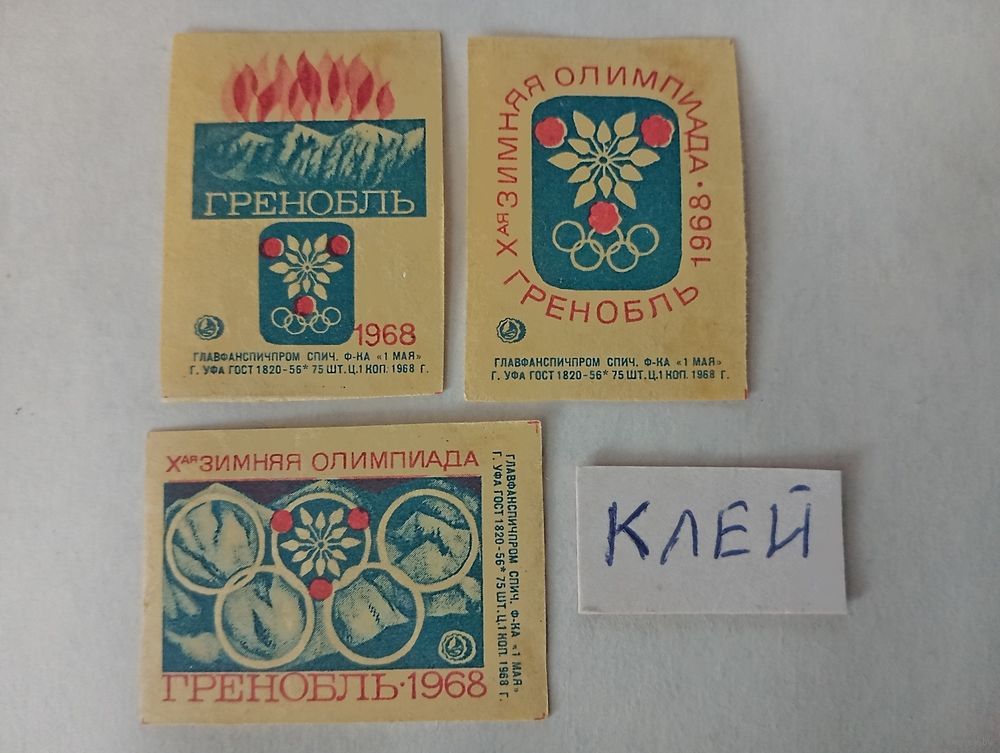 ГРЕНОБЛЬ
1968
ГЛАВФАНСПИЧПРОМ СПИЧ. Ф-КА «1 МАЯ»
Г. УФА ГОСТ 1820-56* 75 ШТ. Ц.1 КОП. 1968 Г.
XАЯ ЗИМНЯЯ ОЛИМПИАДА · 1968
ГРЕНОБЛЬ
ГЛАВФАНСПИЧПРОМ СПИЧ. Ф-КА «1 МАЯ»
Г. УФА ГОСТ 1820-56* 75 ШТ. Ц.1 КОП. 1968 Г.
XАЯ ЗИМНЯЯ ОЛИМПИАДА
ГРЕНОБЛЬ·1968
ГЛАВФАНСПИЧПРОМ СПИЧ. Ф-КА «1 МАЯ»
Г. УФА ГОСТ 1820-56* 75 ШТ. Ц.1 КОП. 1968 Г.
КЛЕЙ